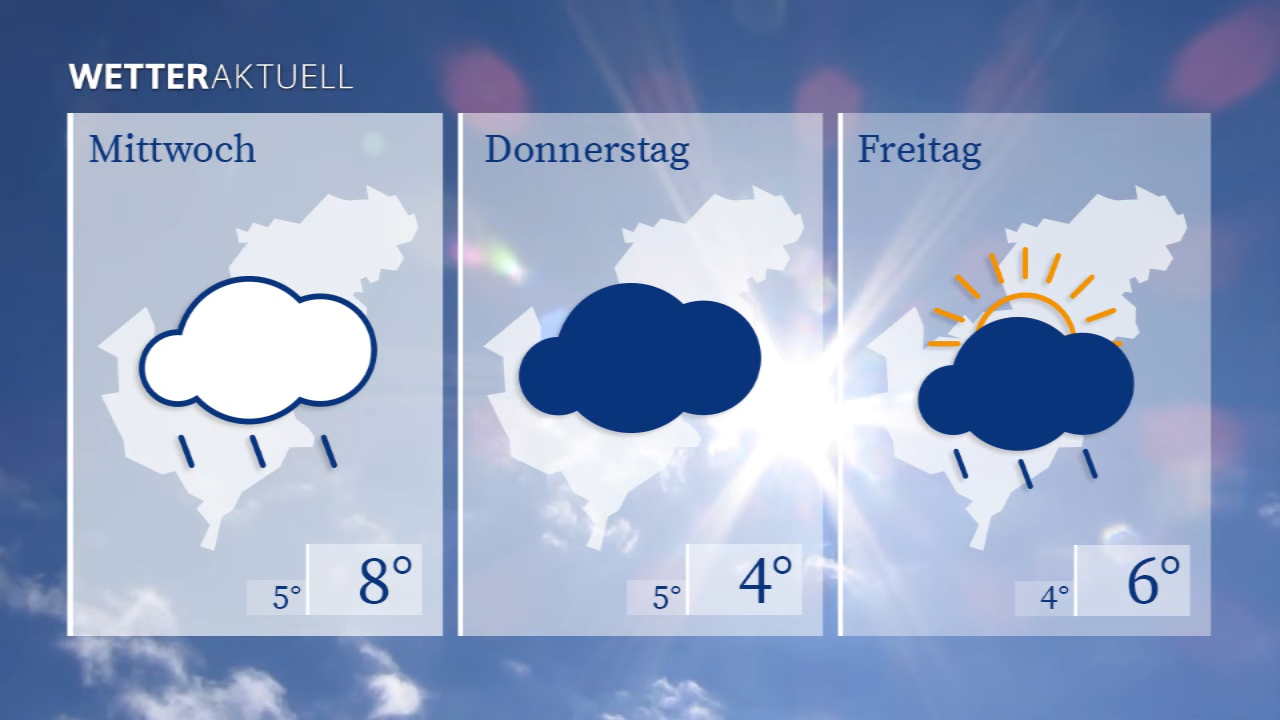 WETTERAKTUELL
Mittwoch
Donnerstag
Freitag
5° 8°
5° 4°
4° 6°